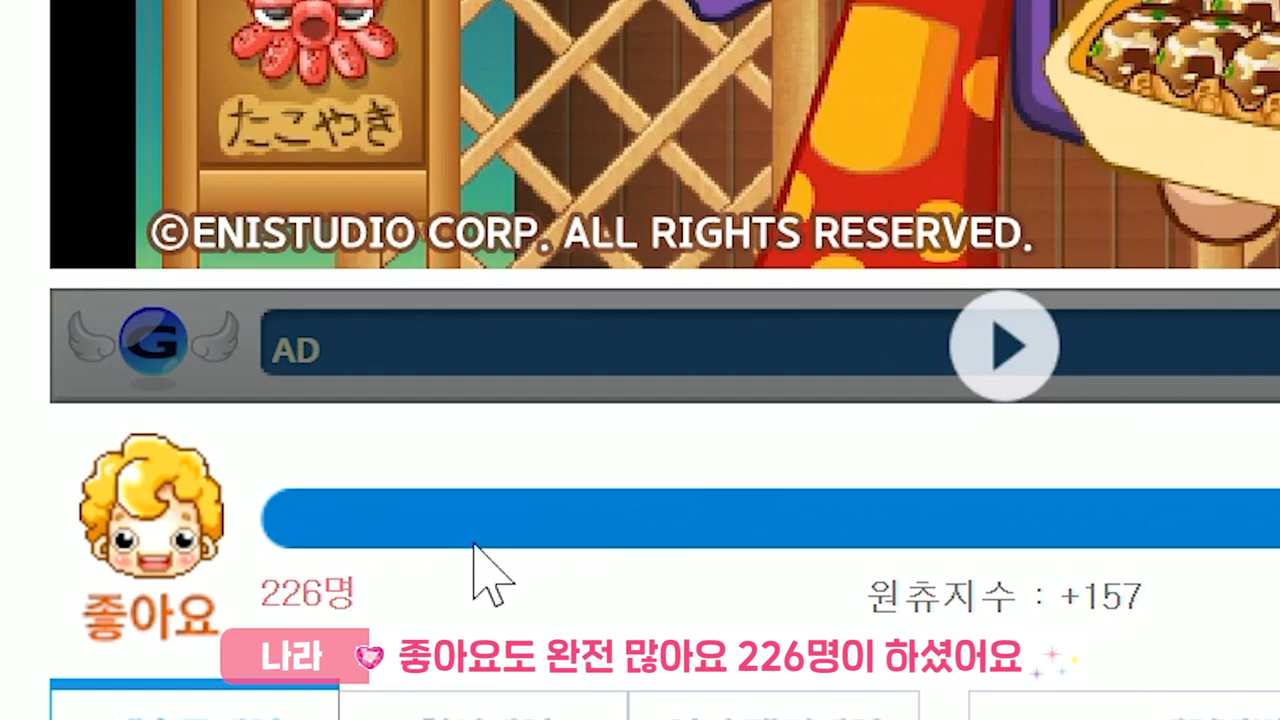 たこやき
©ENISTUDIO CORP. ALL RIGHTS RESERVED.
G
AD
좋아요
226명
원츄지수 : +157
나라
좋아요도 완전 많아요 226명이 하셨어요